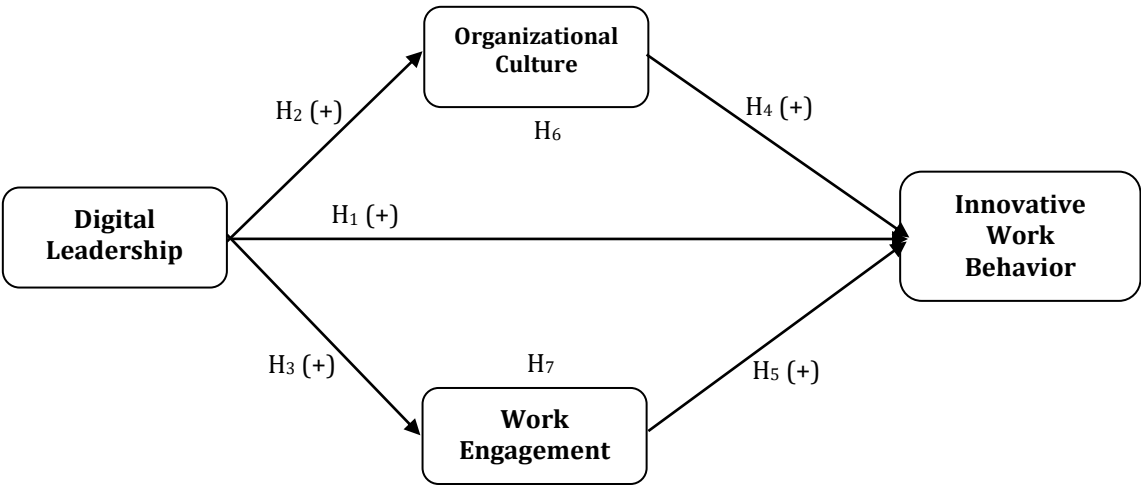 Organizational
Culture
H₂ (+)
H₄ (+)
H₆
Digital
Leadership
H₁ (+)
Innovative
Work
Behavior
H₃ (+)
H₇
H₅ (+)
Work
Engagement